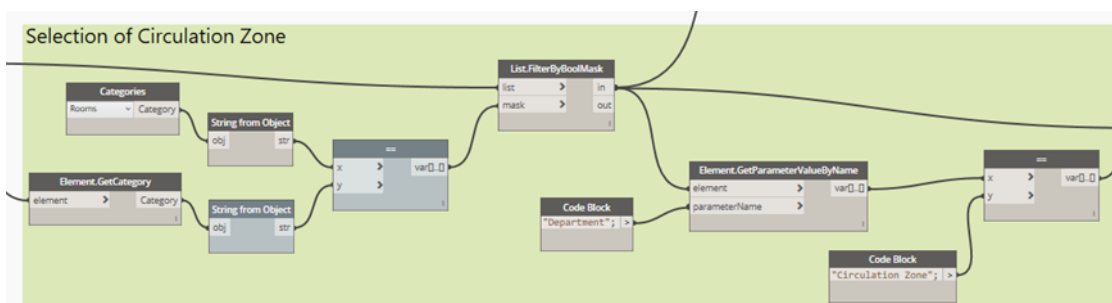 Selection of Circulation Zone
List.FilterByBoolMask
list > in
mask > out
Categories
Rooms Category
String from Object
obj str
==
x > var[]..[]
y >
Element.GetCategory
element > Category
String from Object
obj str
Element.GetParameterValueByName
element > var[]..[]
parameterName >
Code Block
"Department"; >
==
x > var[]..[]
y >
Code Block
"Circulation Zone"; >